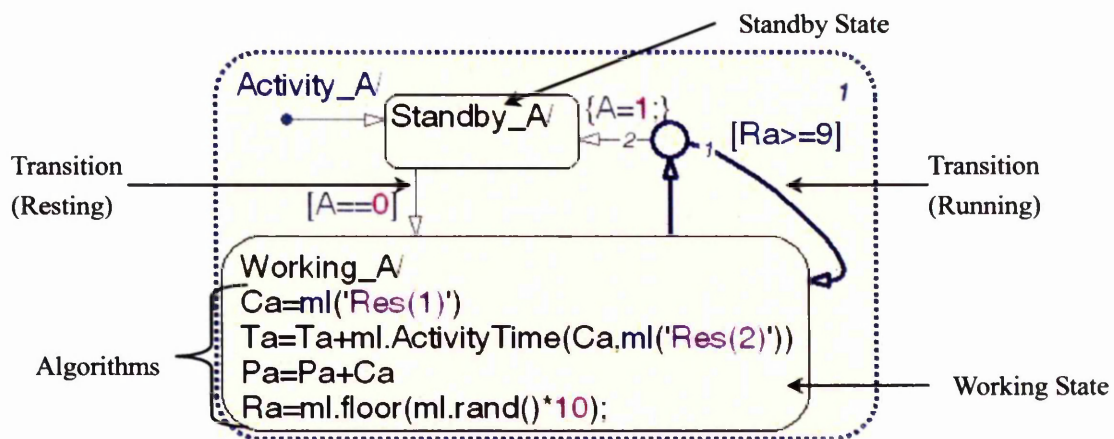 Standby State
Activity_A/
1
Standby_A/
{A=1;}
2
1
[Ra>=9]
Transition
(Resting)
[A==0]
Transition
(Running)
Working_A/
Ca=ml('Res(1)')
Ta=Ta+ml.ActivityTime(Ca,ml('Res(2)'))
Pa=Pa+Ca
Ra=ml.floor(ml.rand()*10);
Algorithms
Working State